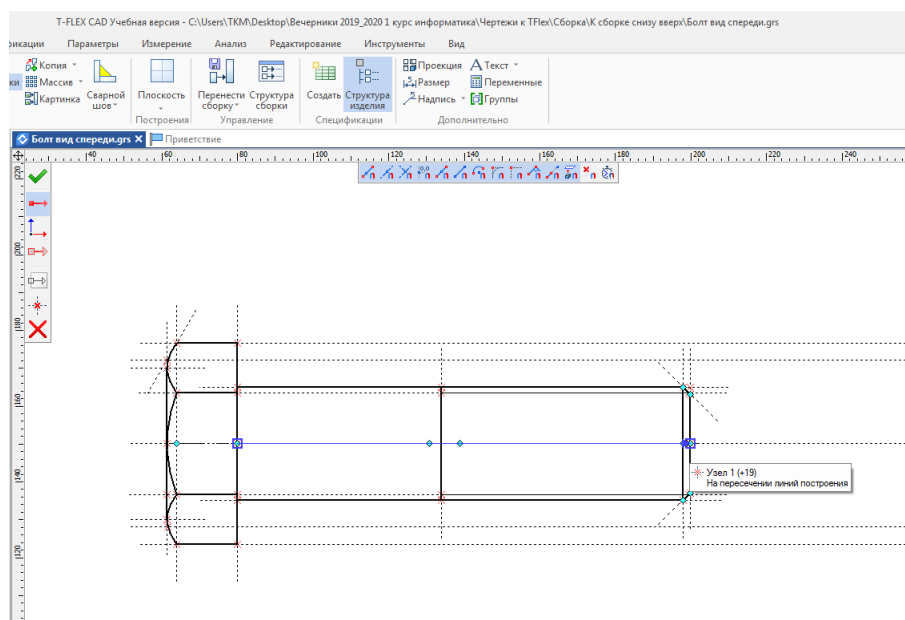 T-FLEX CAD Учебная версия - C:\Users\TKM\Desktop\Вечерники 2019_2020 1 курс информатика\Чертежи к TFlex\Сборка\К сборке снизу вверх\Болт вид спереди.grs
фикации Параметры Измерение Анализ Редактирование Инструменты Вид
Копия
Массив
Картинка
Сварной шов
Плоскость
Построения
Перенести сборку
Структура сборки
Управление
Создать
Структура изделия
Спецификации
Проекция
Размер
Надпись
Текст
Переменные
Группы
Дополнительно
Болт вид спереди.grs Приветствие
40 60 80 100 120 140 160 180 200 220 240
220
200
180
160
140
120
0,0
Узел 1 (+19)
На пересечении линий построения